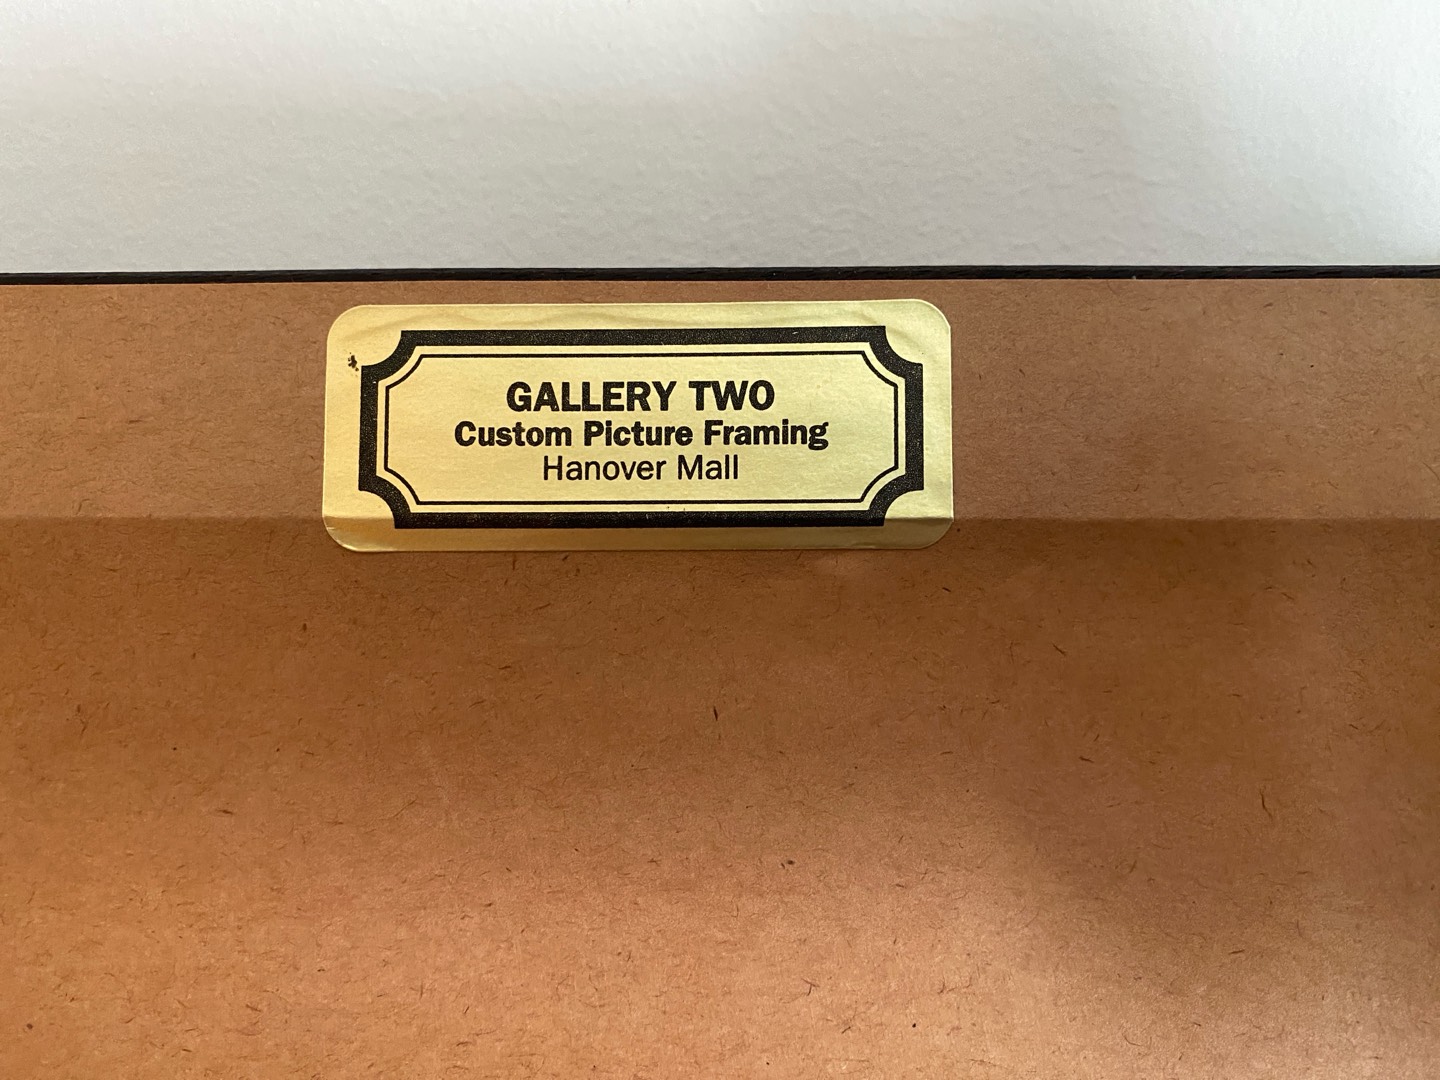 GALLERY TWO
Custom Picture Framing
Hanover Mall